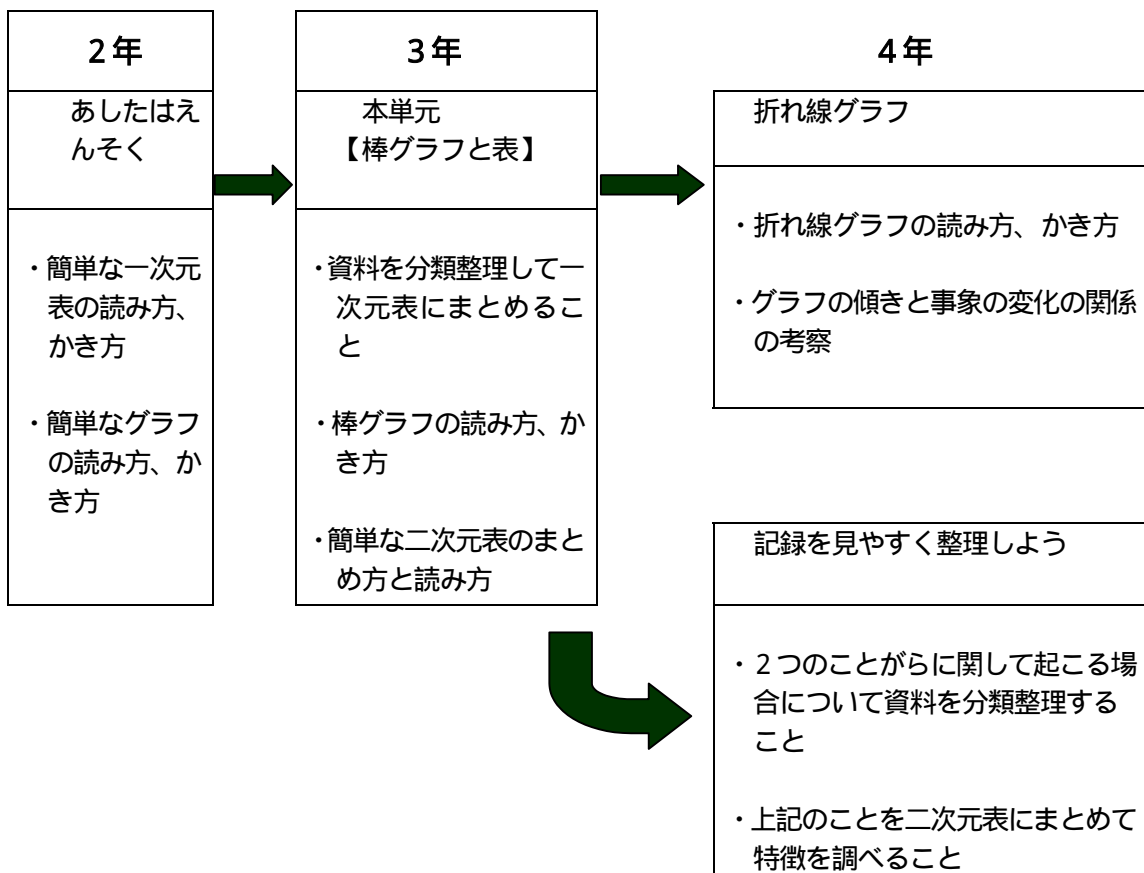 2年
あしたはえ
んそく
・簡単な一次元
表の読み方、
かき方
・簡単なグラフ
の読み方、か
き方
3年
本単元
【棒グラフと表】
・資料を分類整理して一
次元表にまとめるこ
と
・棒グラフの読み方、か
き方
・簡単な二次元表のまと
め方と読み方
4年
折れ線グラフ
・折れ線グラフの読み方、かき方
・グラフの傾きと事象の変化の関係
の考察
記録を見やすく整理しよう
・2つのことがらに関して起こる場
合について資料を分類整理する
こと
・上記のことを二次元表にまとめて
特徴を調べること